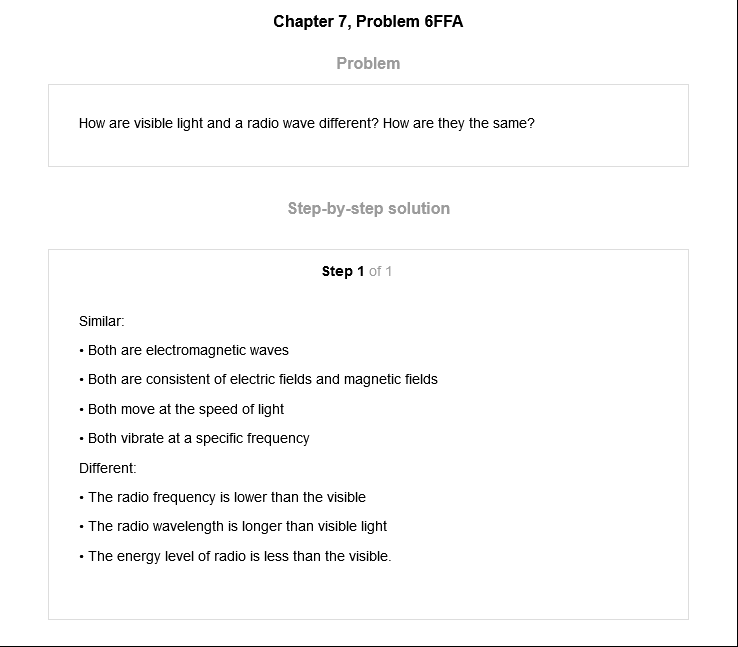 Chapter 7, Problem 6FFA
Problem
How are visible light and a radio wave different? How are they the same?
Step-by-step solution
Step 1 of 1
Similar:
• Both are electromagnetic waves
• Both are consistent of electric fields and magnetic fields
• Both move at the speed of light
• Both vibrate at a specific frequency
Different:
• The radio frequency is lower than the visible
• The radio wavelength is longer than visible light
• The energy level of radio is less than the visible.